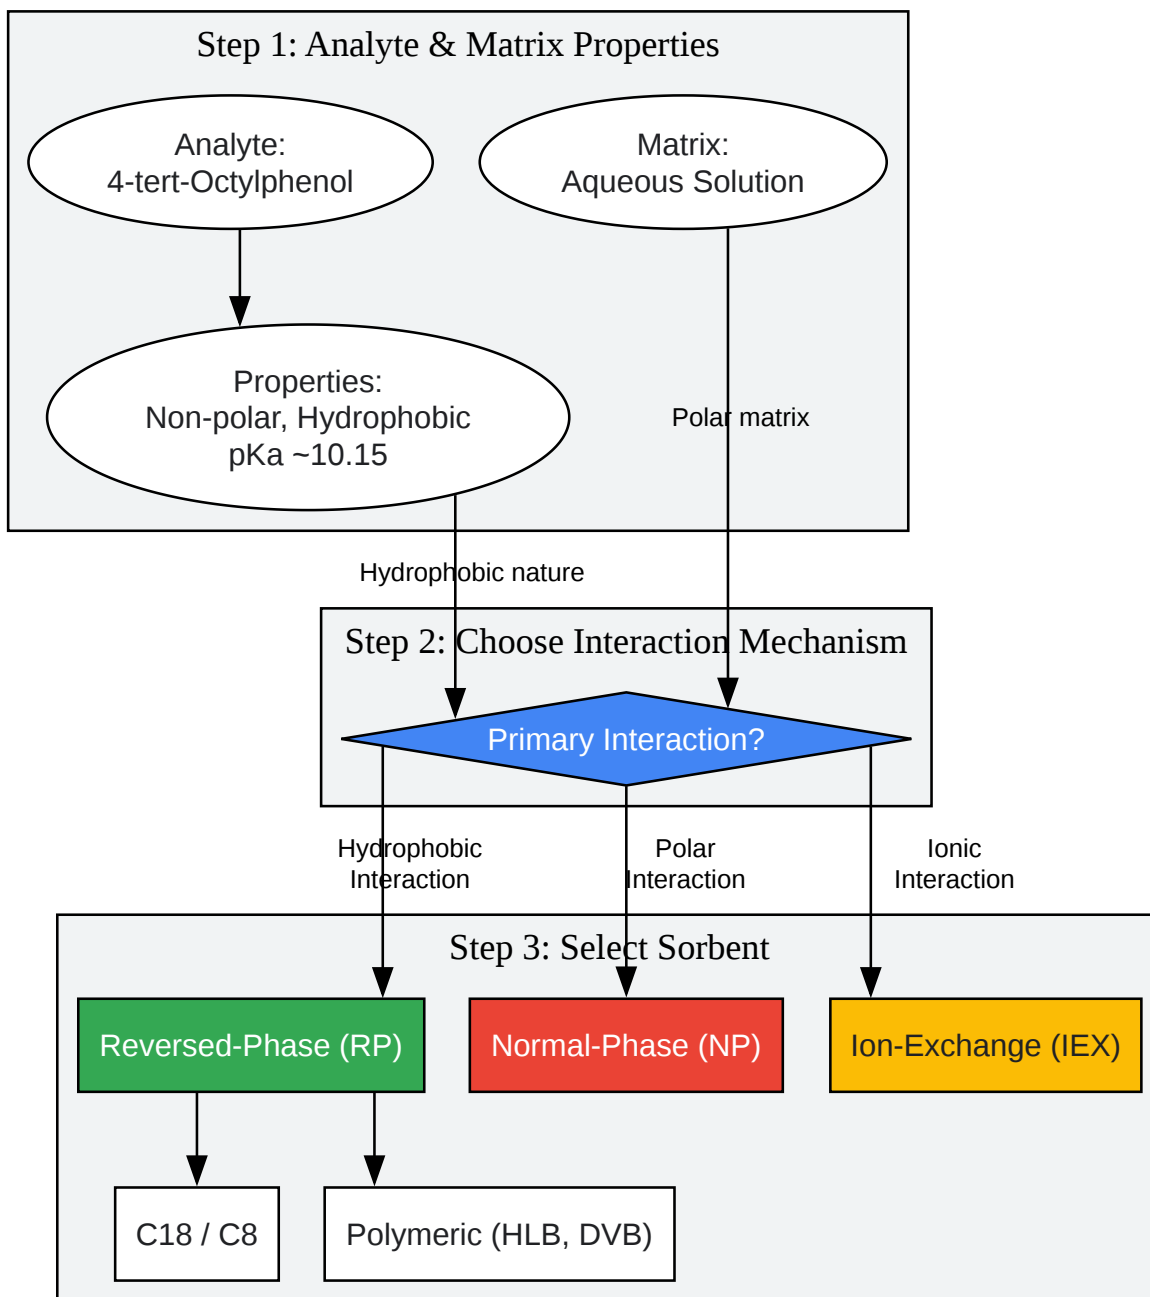 Step 1: Analyte & Matrix Properties
Analyte:
4-tert-Octylphenol
Matrix:
Aqueous Solution
Properties:
Non-polar, Hydrophobic
pKa ~10.15
Polar matrix
Hydrophobic nature
Step 2: Choose Interaction Mechanism
Primary Interaction?
Hydrophobic
Interaction
Polar
Interaction
Ionic
Interaction
Step 3: Select Sorbent
Reversed-Phase (RP)
Normal-Phase (NP)
Ion-Exchange (IEX)
C18 / C8
Polymeric (HLB, DVB)